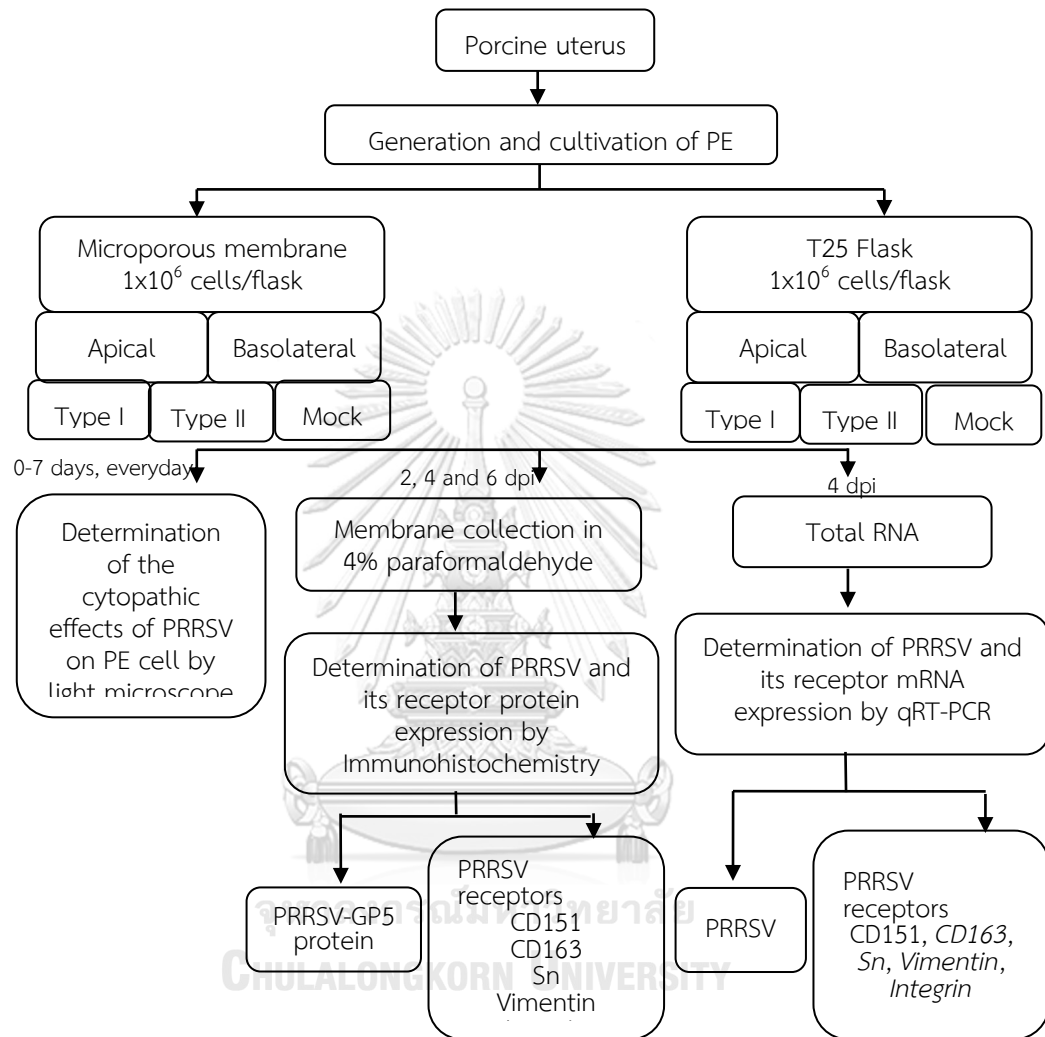 Porcine uterus
Generation and cultivation of PE
Microporous membrane
1x10⁶ cells/flask
Apical
Basolateral
Type I
Type II
Mock
T25 Flask
1x10⁶ cells/flask
Apical
Basolateral
Type I
Type II
Mock
0-7 days, everyday
Determination
of the
cytopathic
effects of PRRSV
on PE cell by
light microscope
2, 4 and 6 dpi
Membrane collection in
4% paraformaldehyde
Determination of PRRSV and
its receptor protein
expression by
Immunohistochemistry
PRRSV-GP5
protein
PRRSV
receptors
CD151
CD163
Sn
Vimentin
4 dpi
Total RNA
Determination of PRRSV and
its receptor mRNA
expression by qRT-PCR
PRRSV
PRRSV
receptors
CD151, CD163,
Sn, Vimentin,
Integrin
จุฬาลงกรณ์มหาวิทยาลัย
CHULALONGKORN UNIVERSITY